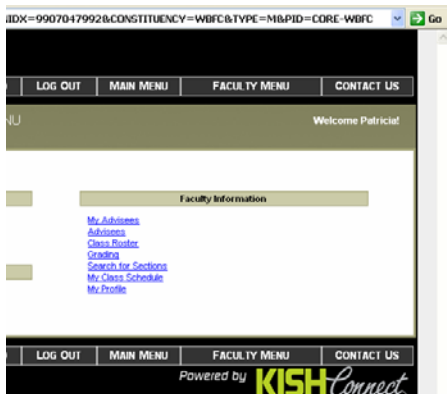 IDX=9907047992&CONSTITUENCY=WBFC&TYPE=M&PID=CORE-WBFC Go
LOG OUT MAIN MENU FACULTY MENU CONTACT US
NU Welcome Patricia!
Faculty Information
My Advisees
Advisees
Class Roster
Grading
Search for Sections
My Class Schedule
My Profile
LOG OUT MAIN MENU FACULTY MENU CONTACT US
Powered by KISH Connect